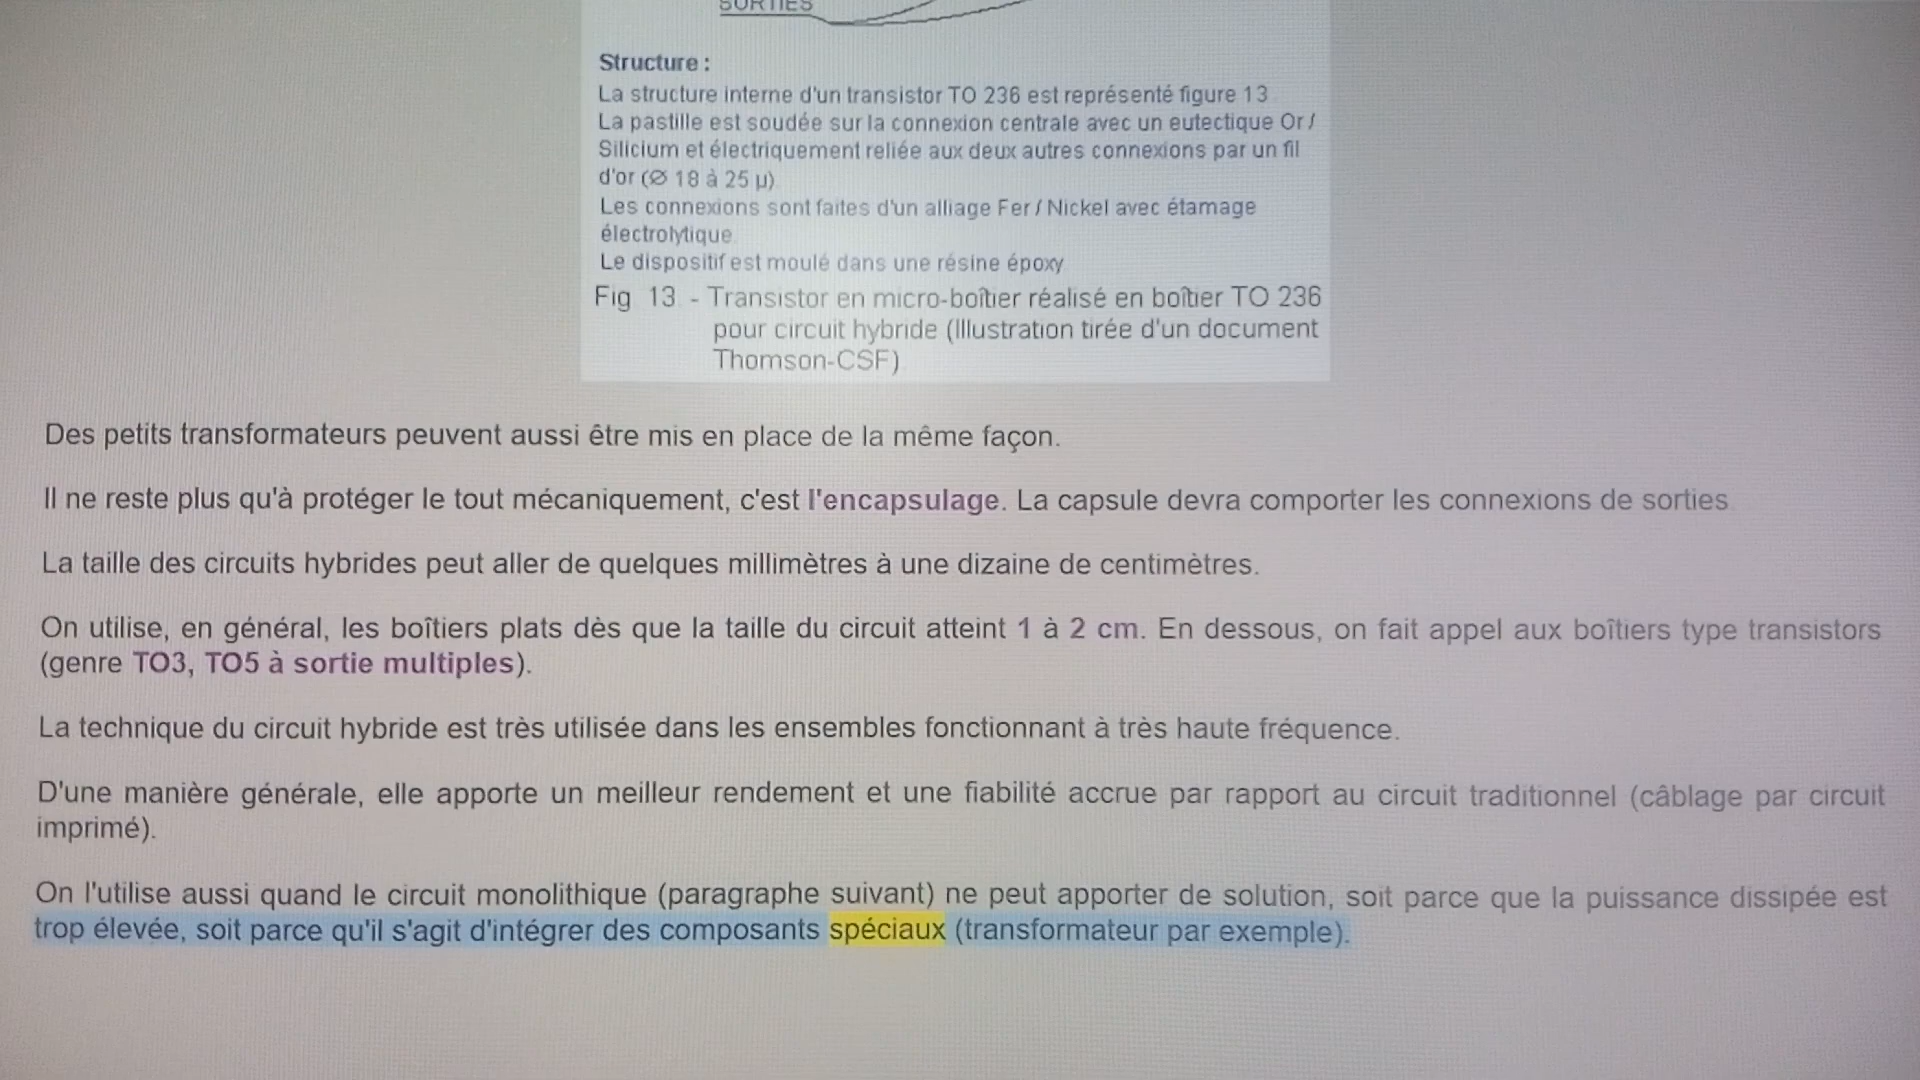 SORTIES
Structure :
La structure interne d'un transistor TO 236 est représenté figure 13
La pastille est soudée sur la connexion centrale avec un eutectique Or /
Silicium et électriquement reliée aux deux autres connexions par un fil
d'or (Ø 18 à 25 µ)
Les connexions sont faites d'un alliage Fer / Nickel avec étamage
électrolytique
Le dispositif est moulé dans une résine époxy
Fig 13 - Transistor en micro-boîtier réalisé en boîtier TO 236
pour circuit hybride (Illustration tirée d'un document
Thomson-CSF)
Des petits transformateurs peuvent aussi être mis en place de la même façon.
Il ne reste plus qu'à protéger le tout mécaniquement, c'est l'encapsulage. La capsule devra comporter les connexions de sorties.
La taille des circuits hybrides peut aller de quelques millimètres à une dizaine de centimètres.
On utilise, en général, les boîtiers plats dès que la taille du circuit atteint 1 à 2 cm. En dessous, on fait appel aux boîtiers type transistors
(genre TO3, TO5 à sortie multiples).
La technique du circuit hybride est très utilisée dans les ensembles fonctionnant à très haute fréquence.
D'une manière générale, elle apporte un meilleur rendement et une fiabilité accrue par rapport au circuit traditionnel (câblage par circuit
imprimé).
On l'utilise aussi quand le circuit monolithique (paragraphe suivant) ne peut apporter de solution, soit parce que la puissance dissipée est
trop élevée, soit parce qu'il s'agit d'intégrer des composants spéciaux (transformateur par exemple).